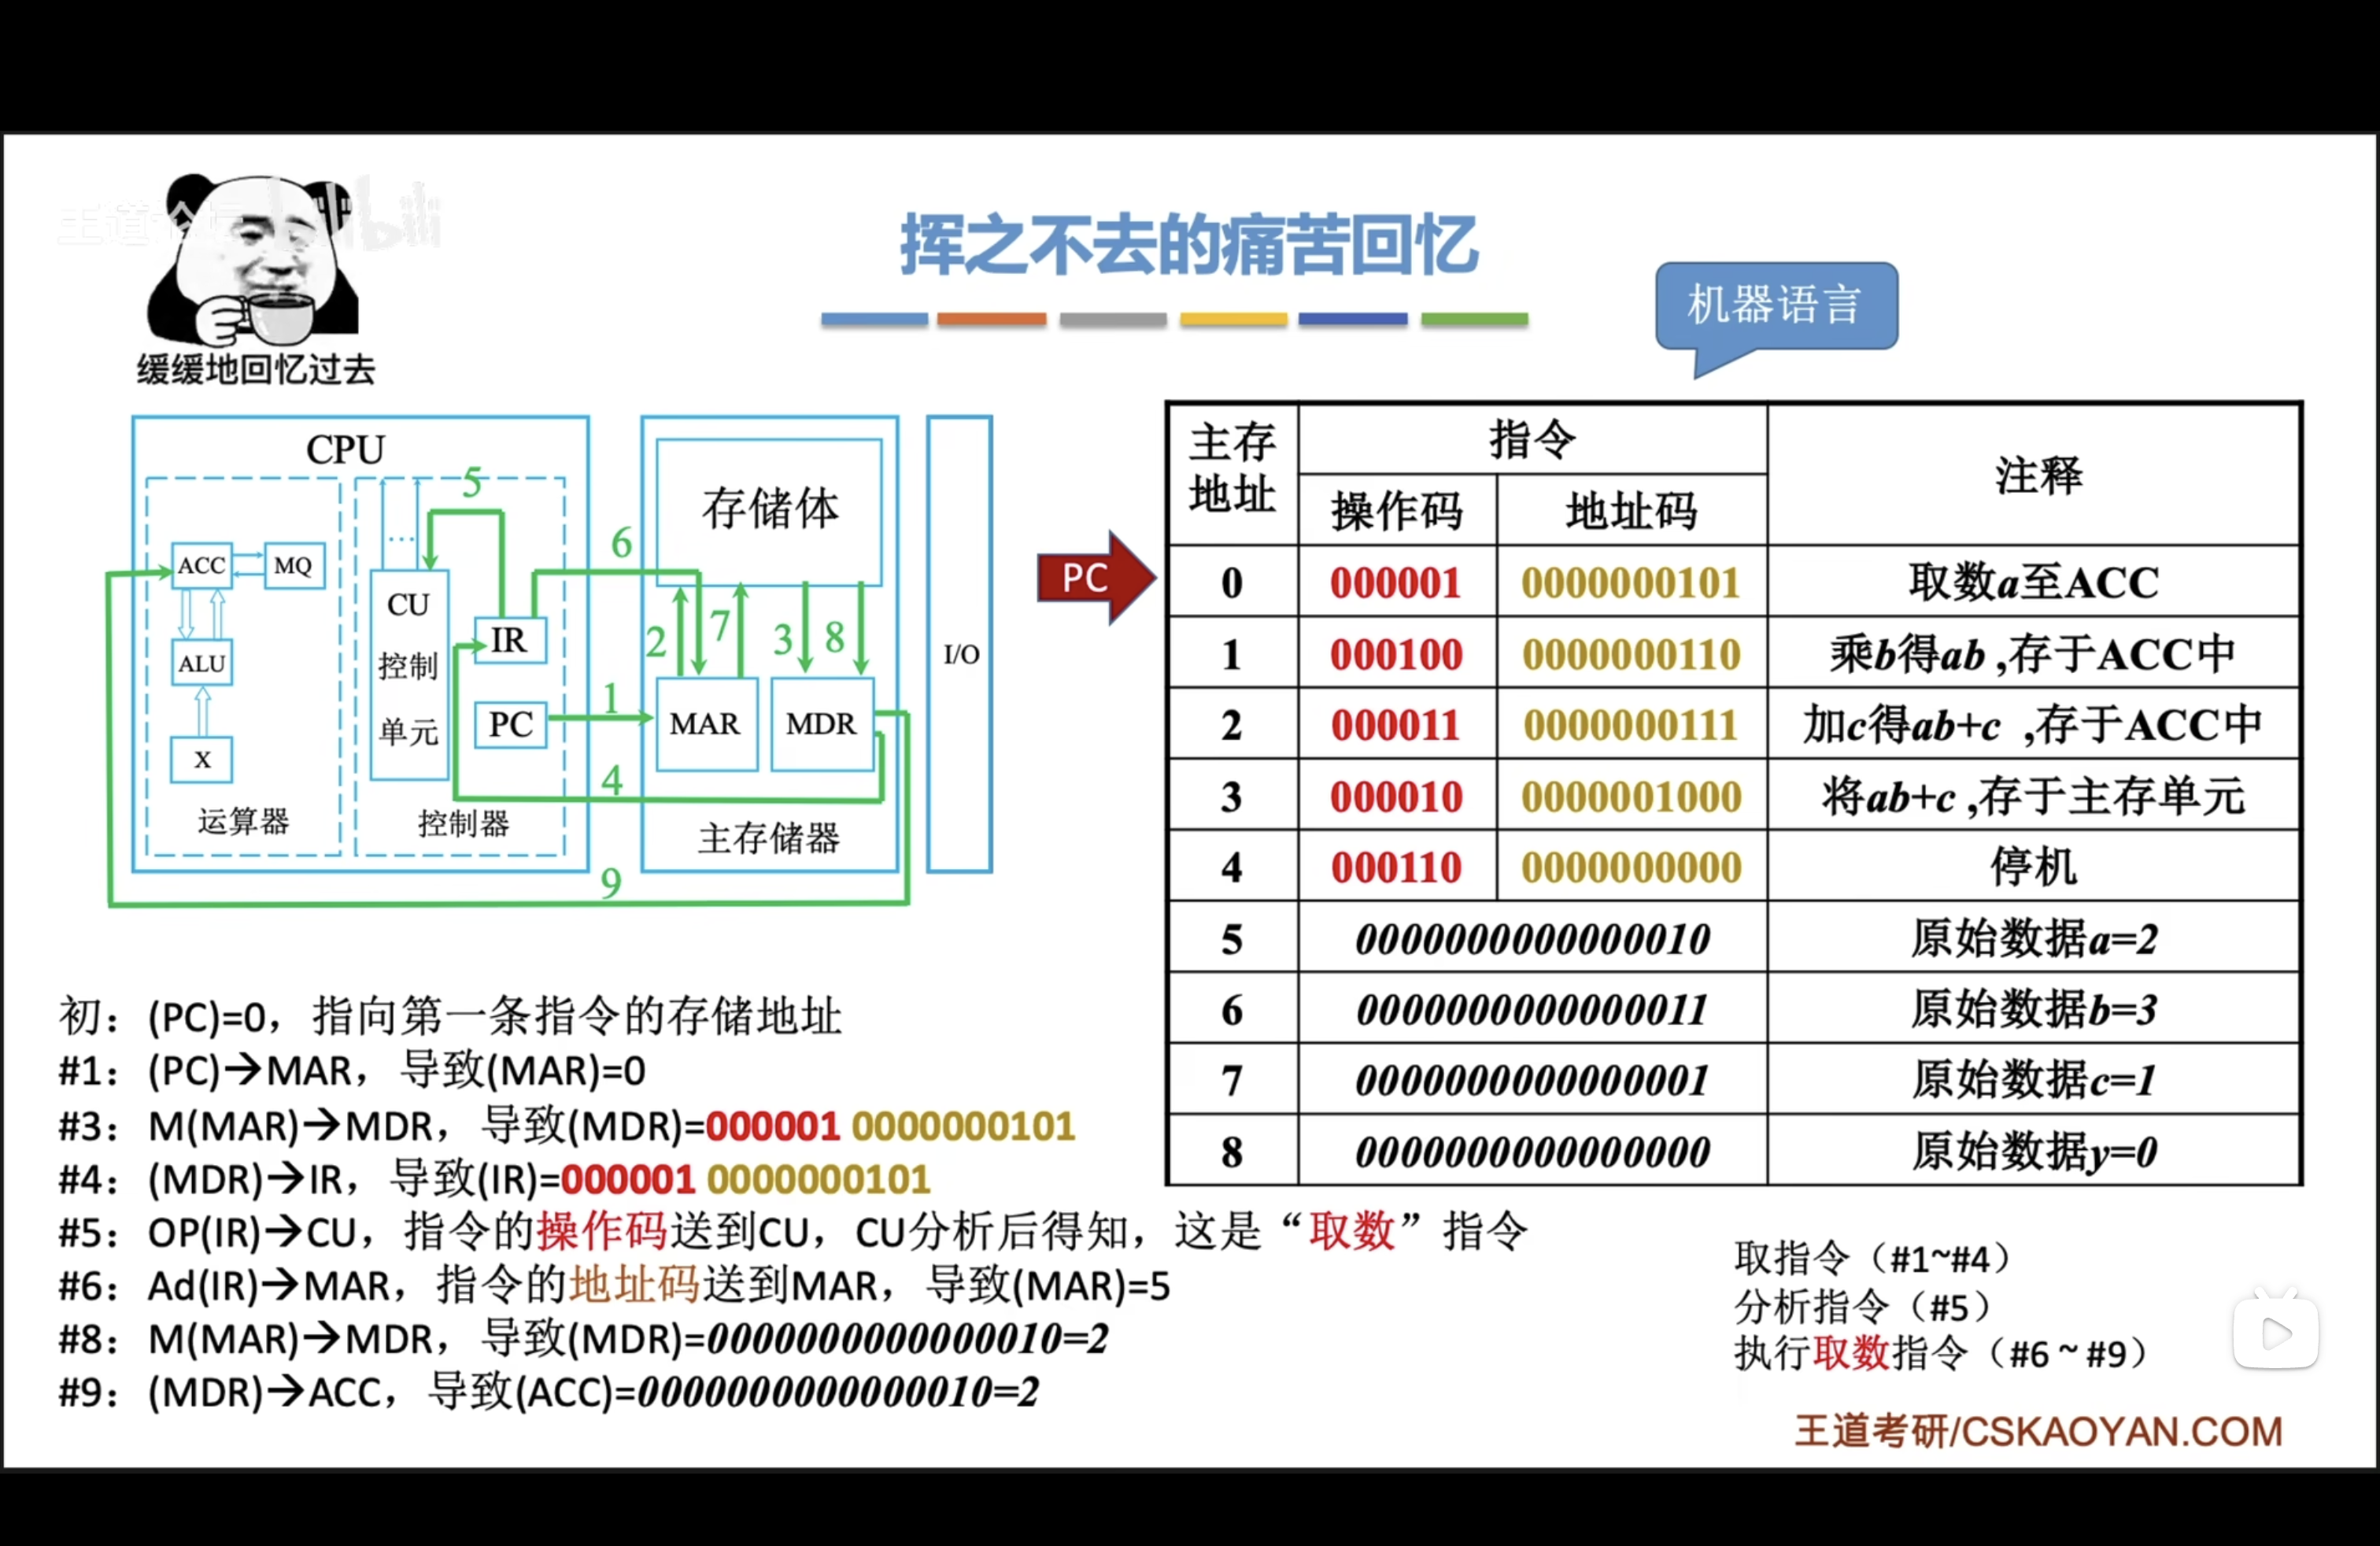 王道论坛 bilibili
挥之不去的痛苦回忆
缓缓地回忆过去
机器语言
CPU
5
ACC MQ
ALU
X
运算器
...
CU
控制
单元
IR
PC
控制器
6
1
4
9
存储体
2 7 3 8
MAR MDR
主存储器
I/O
PC
主存地址 指令 注释
操作码 地址码
0 000001 0000000101 取数a至ACC
1 000100 0000000110 乘b得ab ,存于ACC中
2 000011 0000000111 加c得ab+c ,存于ACC中
3 000010 0000001000 将ab+c ,存于主存单元
4 000110 0000000000 停机
5 0000000000000010 原始数据a=2
6 0000000000000011 原始数据b=3
7 0000000000000001 原始数据c=1
8 0000000000000000 原始数据y=0
初：(PC)=0，指向第一条指令的存储地址
#1：(PC)→MAR，导致(MAR)=0
#3：M(MAR)→MDR，导致(MDR)=000001 0000000101
#4：(MDR)→IR，导致(IR)=000001 0000000101
#5：OP(IR)→CU，指令的操作码送到CU，CU分析后得知，这是“取数”指令
#6：Ad(IR)→MAR，指令的地址码送到MAR，导致(MAR)=5
#8：M(MAR)→MDR，导致(MDR)=0000000000000010=2
#9：(MDR)→ACC，导致(ACC)=0000000000000010=2
取指令（#1~#4）
分析指令（#5）
执行取数指令（#6 ~ #9）
王道考研/CSKAOYAN.COM